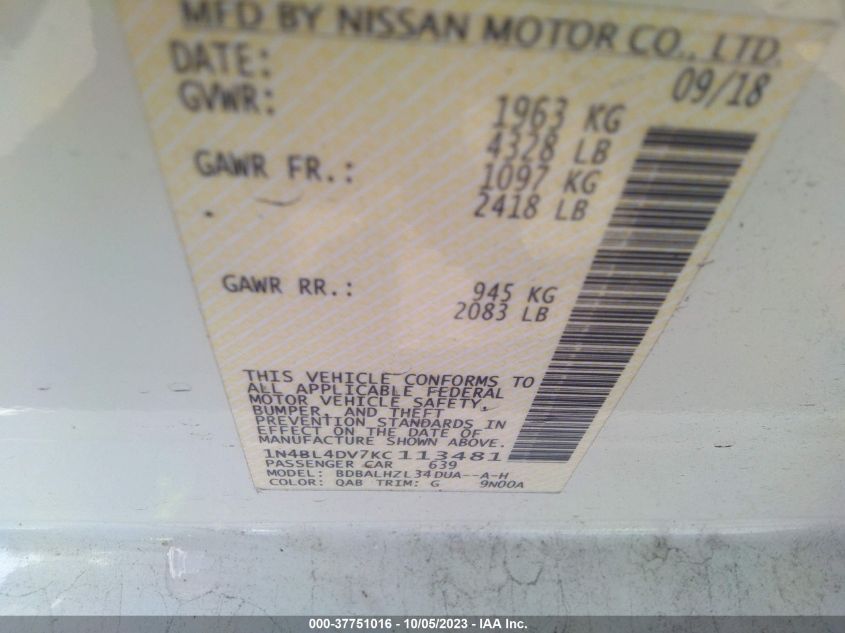 MFD BY NISSAN MOTOR CO., LTD.
DATE: 09/18
GVWR: 1963 KG
4328 LB
GAWR FR.: 1097 KG
2418 LB
GAWR RR.: 945 KG
2083 LB
THIS VEHICLE CONFORMS TO
ALL APPLICABLE FEDERAL
MOTOR VEHICLE SAFETY,
BUMPER, AND THEFT
PREVENTION STANDARDS IN
EFFECT ON THE DATE OF
MANUFACTURE SHOWN ABOVE.
1N4BL4DV7KC113481
PASSENGER CAR 639
MODEL: BDBALHZL34DUA--A-H
COLOR: QAB TRIM: G 9N00A
000-37751016 - 10/05/2023 - IAA Inc.